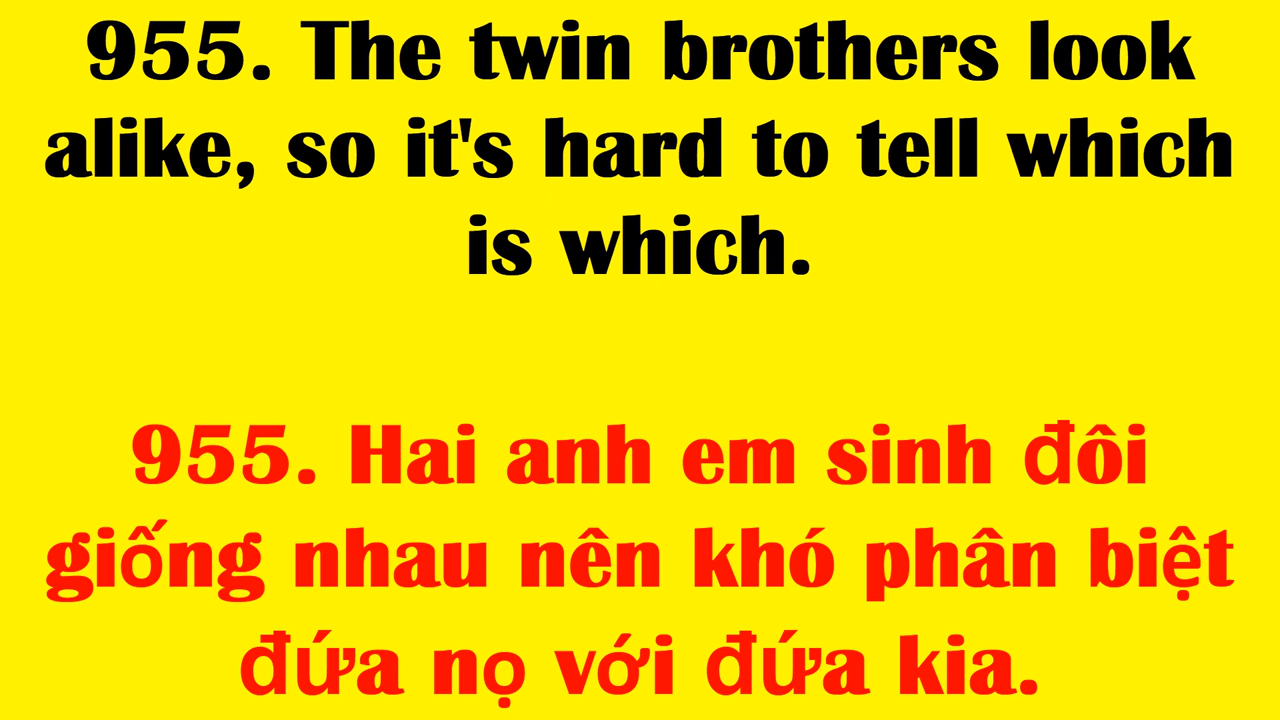 955. The twin brothers look
alike, so it's hard to tell which
is which.
955. Hai anh em sinh đôi
giống nhau nên khó phân biệt
đứa nọ với đứa kia.